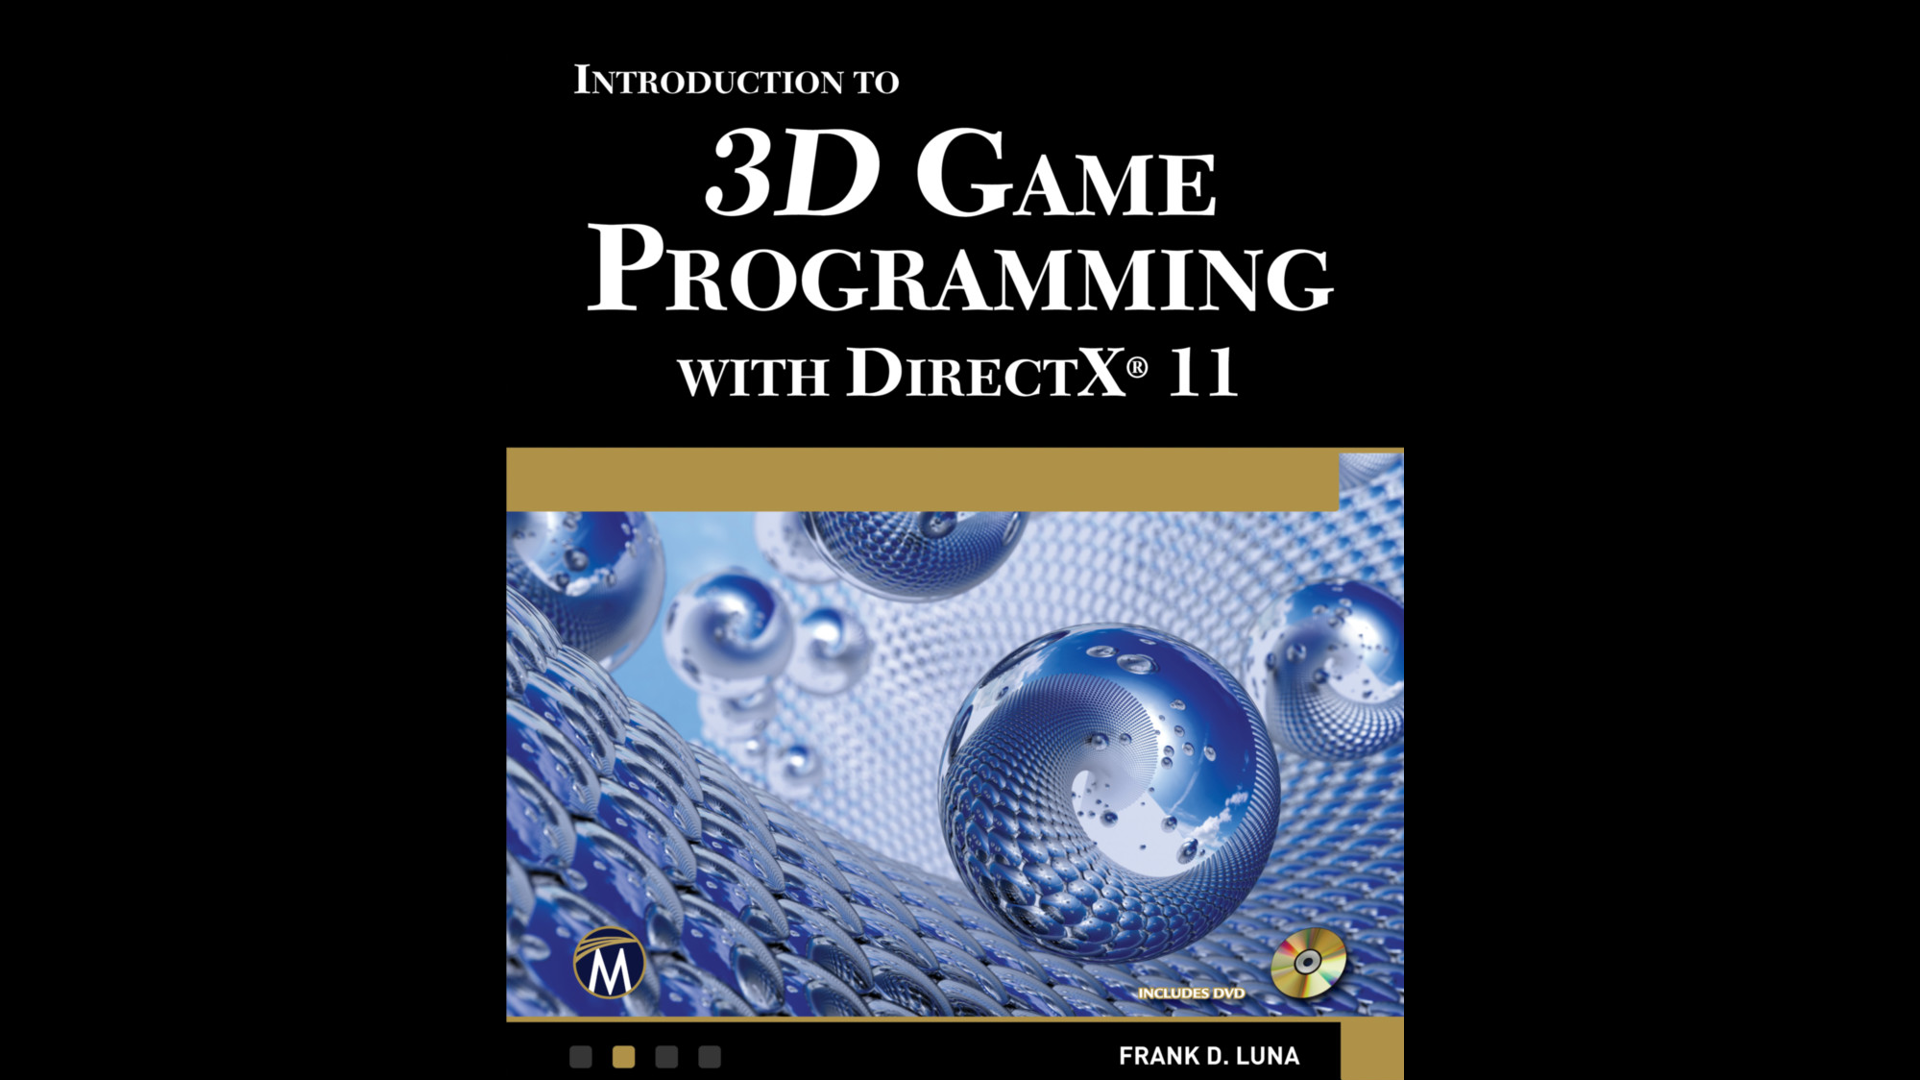 INTRODUCTION TO
3D GAME
PROGRAMMING
WITH DIRECTX® 11
M
INCLUDES DVD
FRANK D. LUNA